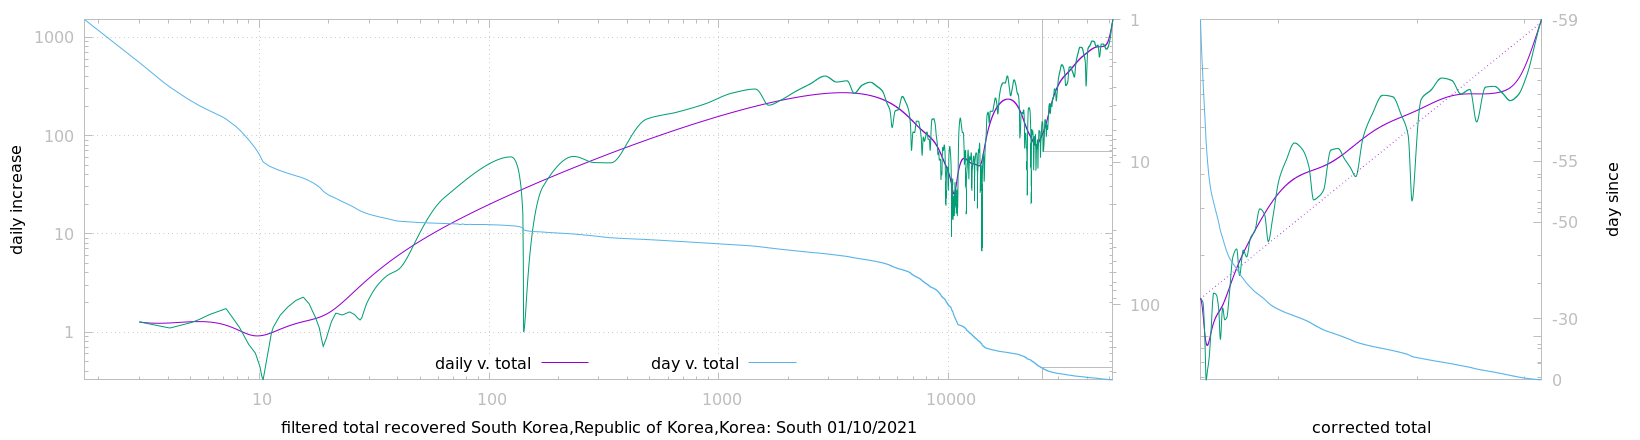 1000
100
10
1
daily increase
10
100
1000
10000
1
10
100
daily v. total
day v. total
filtered total recovered South Korea,Republic of Korea,Korea: South 01/10/2021
-59
-55
-50
-30
0
day since
corrected total